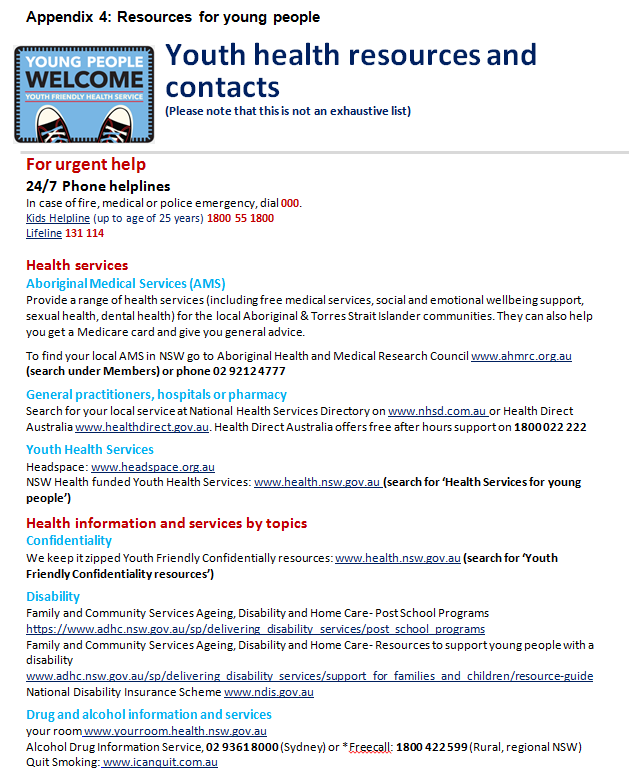 Appendix 4: Resources for young people
YOUNG PEOPLE
WELCOME
YOUTH FRIENDLY HEALTH SERVICE
Youth health resources and
contacts
(Please note that this is not an exhaustive list)
For urgent help
24/7 Phone helplines
In case of fire, medical or police emergency, dial 000.
Kids Helpline (up to age of 25 years) 1800 55 1800
Lifeline 131 114
Health services
Aboriginal Medical Services (AMS)
Provide a range of health services (including free medical services, social and emotional wellbeing support,
sexual health, dental health) for the local Aboriginal & Torres Strait Islander communities. They can also help
you get a Medicare card and give you general advice.
To find your local AMS in NSW go to Aboriginal Health and Medical Research Council www.ahmrc.org.au
(search under Members) or phone 02 9212 4777
General practitioners, hospitals or pharmacy
Search for your local service at National Health Services Directory on www.nhsd.com.au or Health Direct
Australia www.healthdirect.gov.au. Health Direct Australia offers free after hours support on 1800 022 222
Youth Health Services
Headspace: www.headspace.org.au
NSW Health funded Youth Health Services: www.health.nsw.gov.au (search for ‘Health Services for young
people’)
Health information and services by topics
Confidentiality
We keep it zipped Youth Friendly Confidentially resources: www.health.nsw.gov.au (search for ‘Youth
Friendly Confidentiality resources’)
Disability
Family and Community Services Ageing, Disability and Home Care- Post School Programs
https://www.adhc.nsw.gov.au/sp/delivering_disability_services/post_school_programs
Family and Community Services Ageing, Disability and Home Care- Resources to support young people with a
disability
www.adhc.nsw.gov.au/sp/delivering_disability_services/support_for_families_and_children/resource-guide
National Disability Insurance Scheme www.ndis.gov.au
Drug and alcohol information and services
your room www.yourroom.health.nsw.gov.au
Alcohol Drug Information Service, 02 9361 8000 (Sydney) or *Freecall: 1800 422 599 (Rural, regional NSW)
Quit Smoking: www.icanquit.com.au